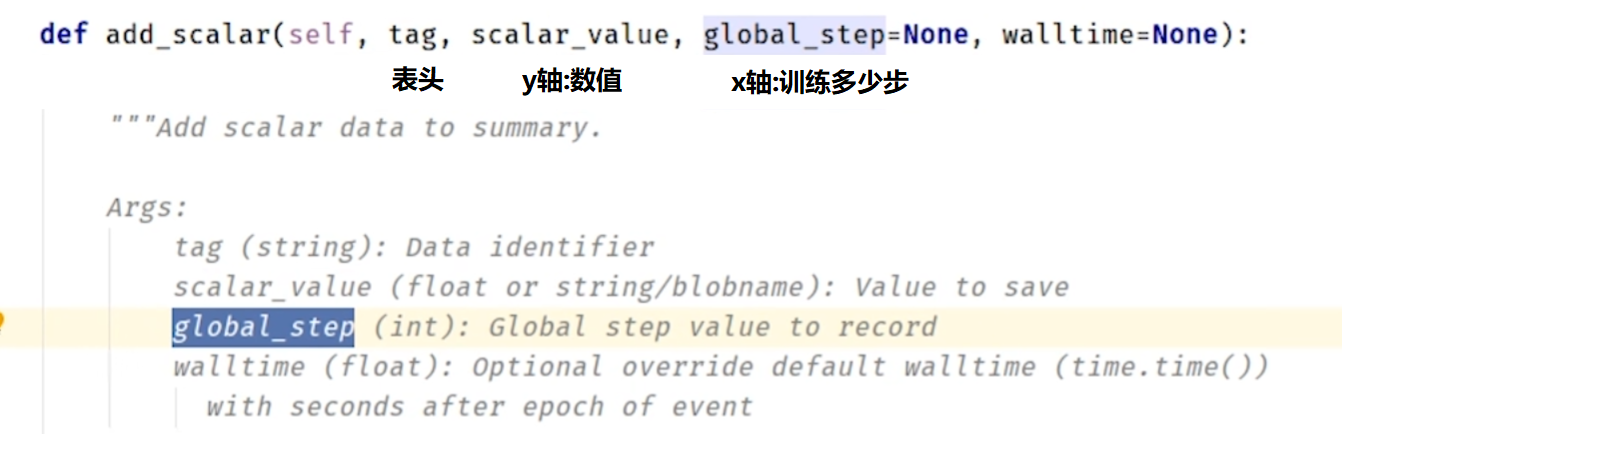 def add_scalar(self, tag, scalar_value, global_step=None, walltime=None):
表头 y轴:数值 x轴:训练多少步
"""Add scalar data to summary.
Args:
tag (string): Data identifier
scalar_value (float or string/blobname): Value to save
global_step (int): Global step value to record
walltime (float): Optional override default walltime (time.time())
with seconds after epoch of event